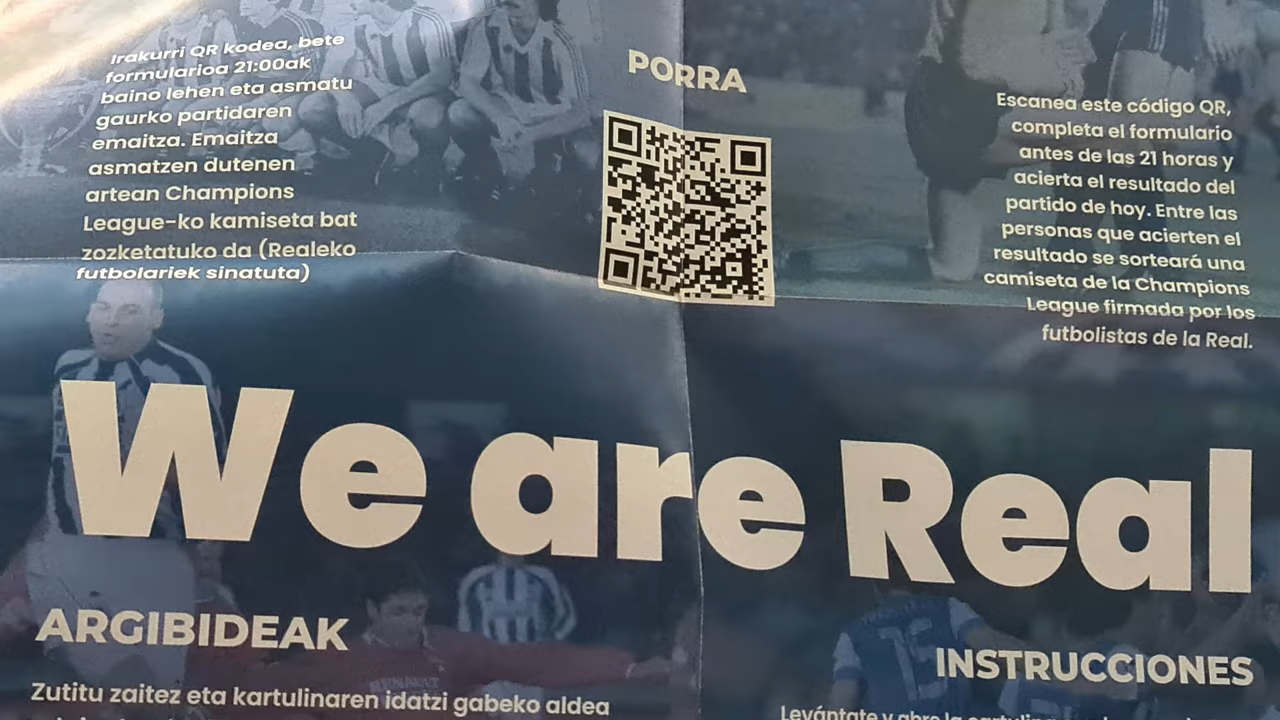 Irakurri QR kodea, bete
formularioa 21:00ak
baino lehen eta asmatu
gaurko partidaren
emaitza. Emaitza
asmatzen dutenen
artean Champions
League-ko kamiseta bat
zozketatuko da (Realeko
futbolariek sinatuta)
PORRA
Escanea este código QR,
completa el formulario
antes de las 21 horas y
acierta el resultado del
partido de hoy. Entre las
personas que acierten el
resultado se sorteará una
camiseta de la Champions
League firmada por los
futbolistas de la Real.
We are Real
ARGIBIDEAK
Zutitu zaitez eta kartulinaren idatzi gabeko aldea
INSTRUCCIONES
Levántate y abre la
15